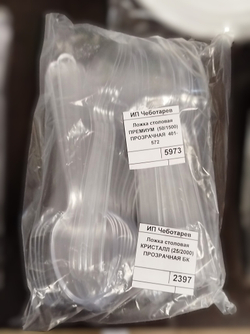 ИП Чеботарев
Ложка столовая
ПРЕМИУМ (50/1500)
ПРОЗРАЧНАЯ 401-
572
5973
ИП Чеботарев
Ложка столовая
КРИСТАЛЛ (25/2000)
ПРОЗРАЧНАЯ БК
2397